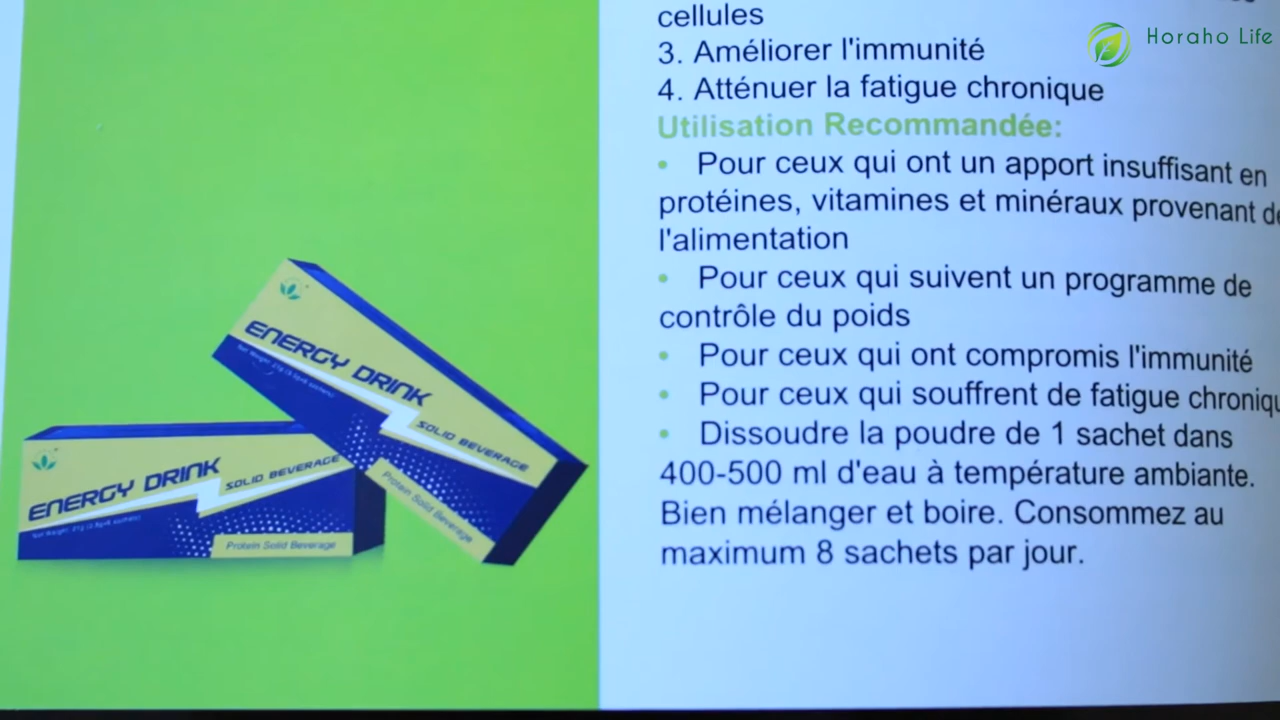 cellules
3. Améliorer l'immunité
4. Atténuer la fatigue chronique
Utilisation Recommandée:
• Pour ceux qui ont un apport insuffisant en
protéines, vitamines et minéraux provenant de
l'alimentation
• Pour ceux qui suivent un programme de
contrôle du poids
• Pour ceux qui ont compromis l'immunité
• Pour ceux qui souffrent de fatigue chroniqu
• Dissoudre la poudre de 1 sachet dans
400-500 ml d'eau à température ambiante.
Bien mélanger et boire. Consommez au
maximum 8 sachets par jour.
Horaho Life
ENERGY DRINK
SOLID BEVERAGE
Protein Solid Beverage
ENERGY DRINK
SOLID BEVERAGE
Protein Solid Beverage